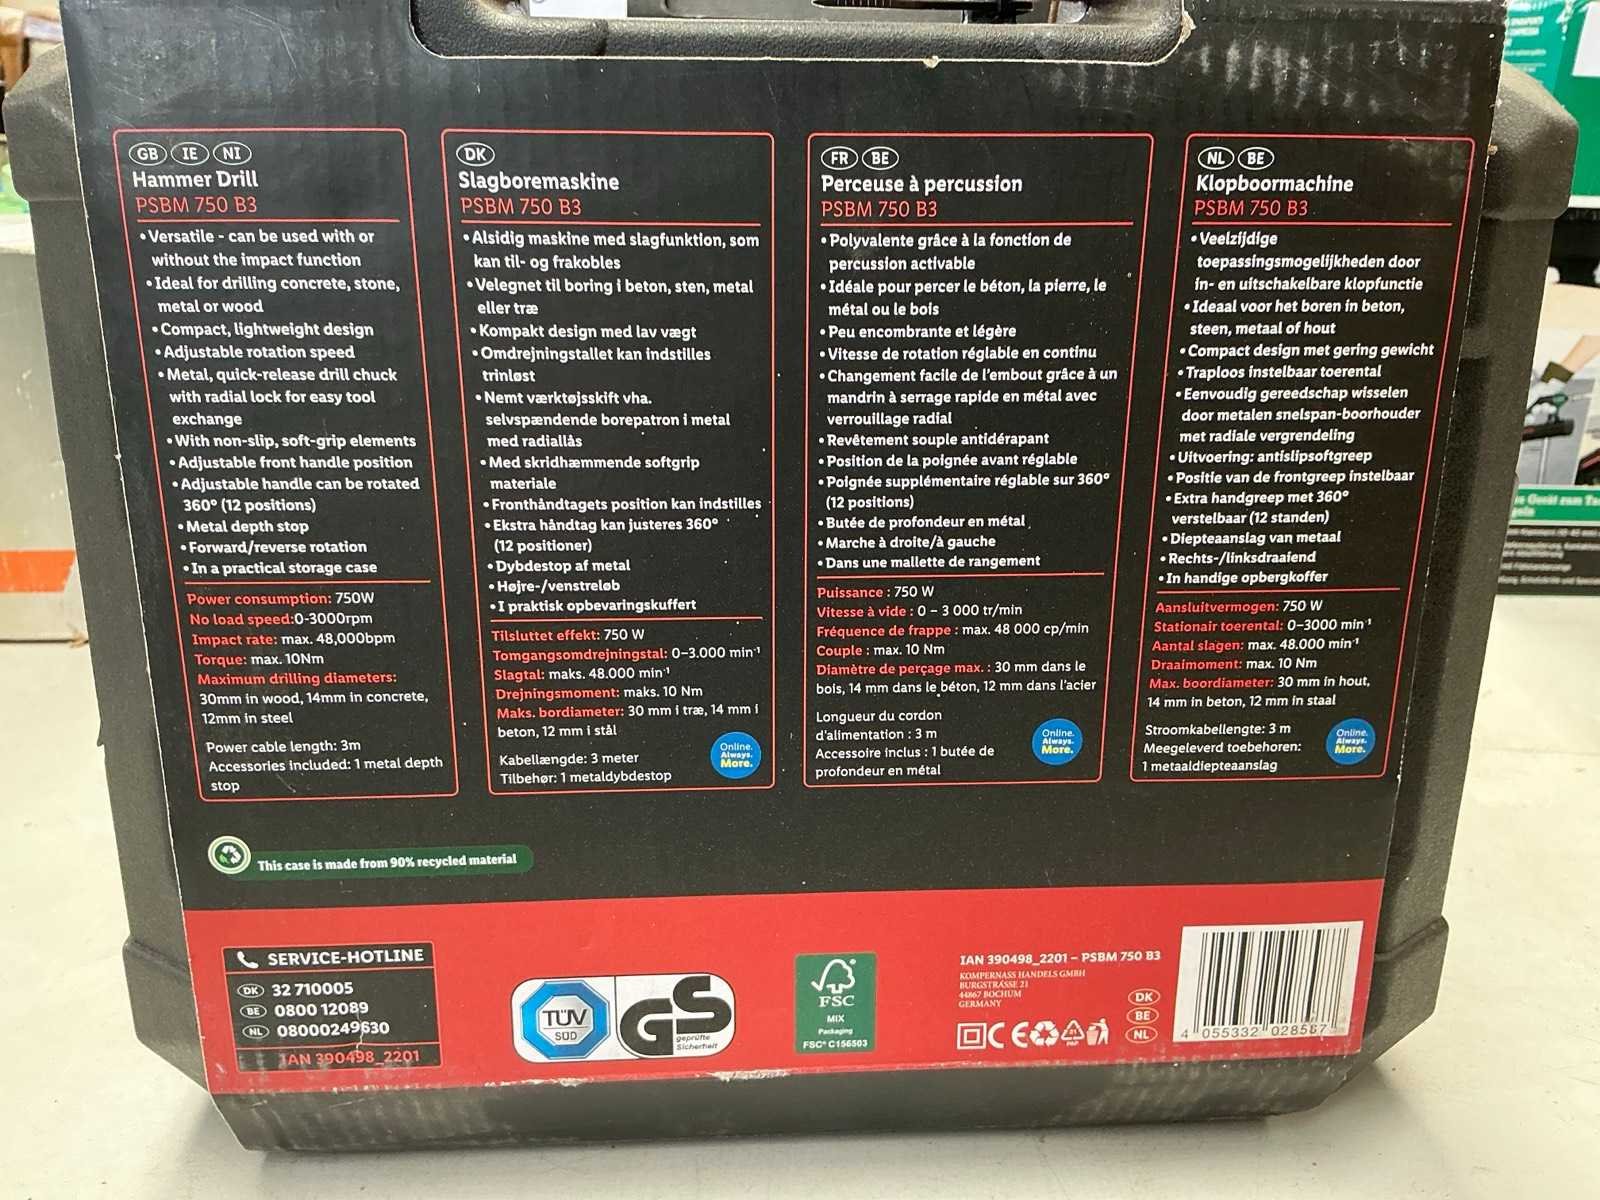 GB IE NI
Hammer Drill
PSBM 750 B3
• Versatile - can be used with or
without the impact function
• Ideal for drilling concrete, stone,
metal or wood
• Compact, lightweight design
• Adjustable rotation speed
• Metal, quick-release drill chuck
with radial lock for easy tool
exchange
• With non-slip, soft-grip elements
• Adjustable front handle position
• Adjustable handle can be rotated
360° (12 positions)
• Metal depth stop
• Forward/reverse rotation
• In a practical storage case
Power consumption: 750W
No load speed:0-3000rpm
Impact rate: max. 48,000bpm
Torque: max. 10Nm
Maximum drilling diameters:
30mm in wood, 14mm in concrete,
12mm in steel
Power cable length: 3m
Accessories included: 1 metal depth
stop
DK
Slagboremaskine
PSBM 750 B3
• Alsidig maskine med slagfunktion, som
kan til- og frakobles
• Velegnet til boring i beton, sten, metal
eller træ
• Kompakt design med lav vægt
• Omdrejningstallet kan indstilles
trinløst
• Nemt værktøjsskift vha.
selvspændende borepatron i metal
med radiallås
• Med skridhæmmende softgrip
materiale
• Fronthåndtagets position kan indstilles
• Ekstra håndtag kan justeres 360°
(12 positioner)
• Dybdestop af metal
• Højre-/venstreløb
• I praktisk opbevaringskuffert
Tilsluttet effekt: 750 W
Tomgangsomdrejningstal: 0–3.000 min⁻¹
Slagtal: maks. 48.000 min⁻¹
Drejningsmoment: maks. 10 Nm
Maks. bordiameter: 30 mm i træ, 14 mm i
beton, 12 mm i stål
Kabellængde: 3 meter
Tilbehør: 1 metaldybdestop
Online.
Always.
More.
FR BE
Perceuse à percussion
PSBM 750 B3
• Polyvalente grâce à la fonction de
percussion activable
• Idéale pour percer le béton, la pierre, le
métal ou le bois
• Peu encombrante et légère
• Vitesse de rotation réglable en continu
• Changement facile de l'embout grâce à un
mandrin à serrage rapide en métal avec
verrouillage radial
• Revêtement souple antidérapant
• Position de la poignée avant réglable
• Poignée supplémentaire réglable sur 360°
(12 positions)
• Butée de profondeur en métal
• Marche à droite/à gauche
• Dans une mallette de rangement
Puissance : 750 W
Vitesse à vide : 0 – 3 000 tr/min
Fréquence de frappe : max. 48 000 cp/min
Couple : max. 10 Nm
Diamètre de perçage max. : 30 mm dans le
bois, 14 mm dans le béton, 12 mm dans l'acier
Longueur du cordon
d'alimentation : 3 m
Accessoire inclus : 1 butée de
profondeur en métal
Online.
Always.
More.
NL BE
Klopboormachine
PSBM 750 B3
• Veelzijdige
toepassingsmogelijkheden door
in- en uitschakelbare klopfunctie
• Ideaal voor het boren in beton,
steen, metaal of hout
• Compact design met gering gewicht
• Traploos instelbaar toerental
• Eenvoudig gereedschap wisselen
door metalen snelspan-boorhouder
met radiale vergrendeling
• Uitvoering: antislipsoftgreep
• Positie van de frontgreep instelbaar
• Extra handgreep met 360°
verstelbaar (12 standen)
• Diepteaanslag van metaal
• Rechts-/linksdraaiend
• In handige opbergkoffer
Aansluitvermogen: 750 W
Stationair toerental: 0–3000 min⁻¹
Aantal slagen: max. 48.000 min⁻¹
Draaimoment: max. 10 Nm
Max. boordiameter: 30 mm in hout,
14 mm in beton, 12 mm in staal
Stroomkabellengte: 3 m
Meegeleverd toebehoren:
1 metaaldiepteaanslag
Online.
Always.
More.
This case is made from 90% recycled material
SERVICE-HOTLINE
DK 32 710005
BE 0800 12089
NL 08000249630
IAN 390498_2201
TÜV
SÜD
GS
geprüfte
Sicherheit
FSC
MIX
Packaging
FSC® C156503
IAN 390498_2201 – PSBM 750 B3
KOMPERNASS HANDELS GMBH
BURGSTRASSE 21
44867 BOCHUM
GERMANY
CE
21
PAP
DK
BE
NL
4 055332 028567